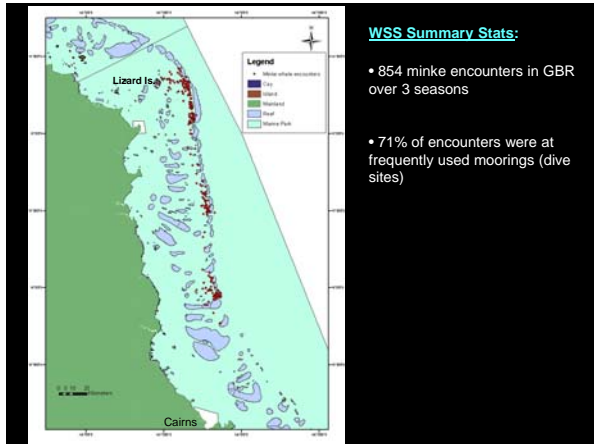 WSS Summary Stats:
• 854 minke encounters in GBR
over 3 seasons
• 71% of encounters were at
frequently used moorings (dive
sites)
Lizard Is.
Legend
Minke whale encounters
Cay
Island
Mainland
Reef
Marine Park
Kilometers
Cairns